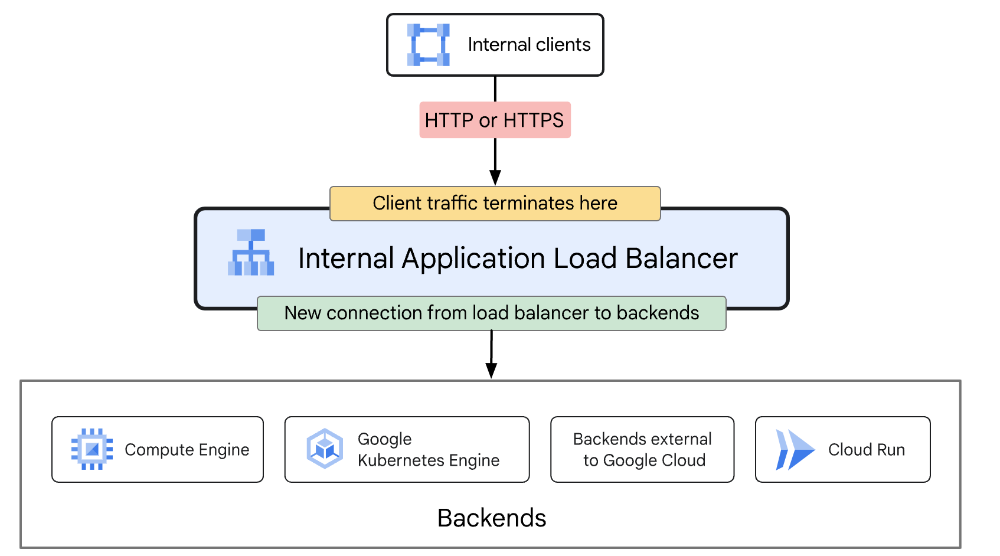 Internal clients
HTTP or HTTPS
Client traffic terminates here
Internal Application Load Balancer
New connection from load balancer to backends
Compute Engine
Google
Kubernetes Engine
Backends external
to Google Cloud
Cloud Run
Backends